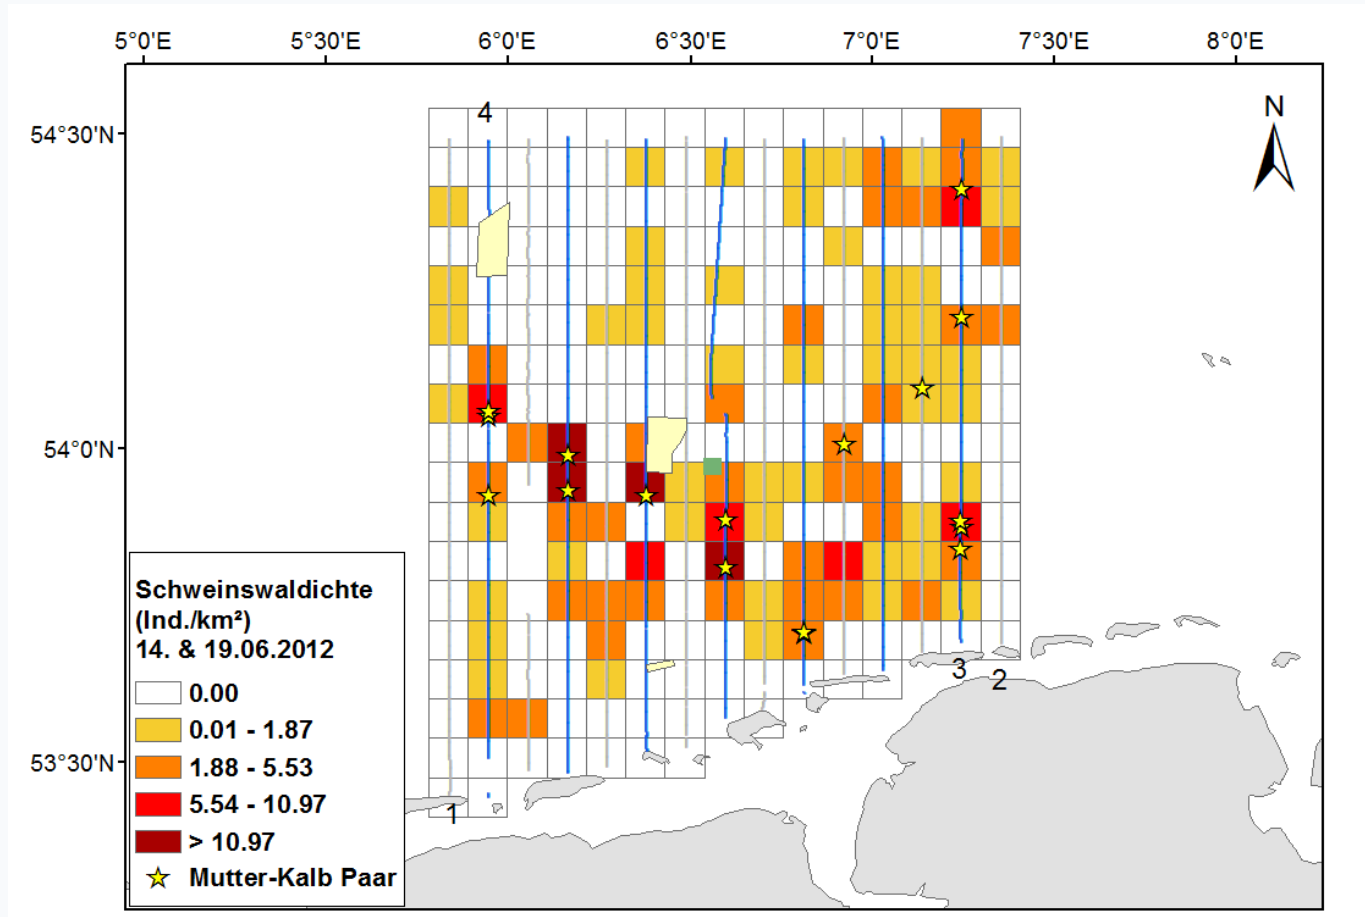 5°0'E 5°30'E 6°0'E 6°30'E 7°0'E 7°30'E 8°0'E
N
4
54°30'N
54°0'N
53°30'N
3
2
1
Schweinswaldichte
(Ind./km²)
14. & 19.06.2012
0.00
0.01 - 1.87
1.88 - 5.53
5.54 - 10.97
> 10.97
Mutter-Kalb Paar